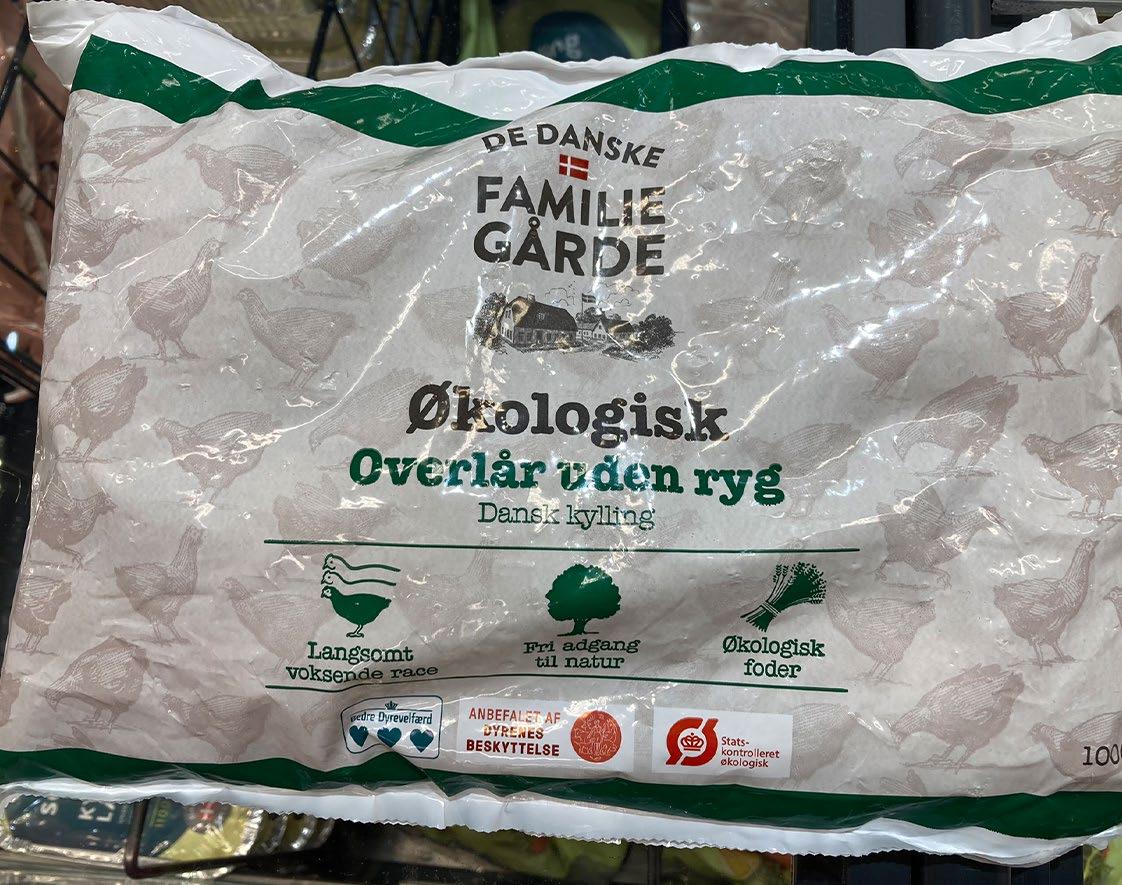 DE DANSKE
FAMILIE
GÅRDE
Økologisk
Overlår uden ryg
Dansk kylling
Langsomt
voksende race
Fri adgang
til natur
Økologisk
foder
Bedre Dyrevelfærd
ANBEFALET AF
DYRENES
BESKYTTELSE
Ø
Stats-
kontrolleret
økologisk